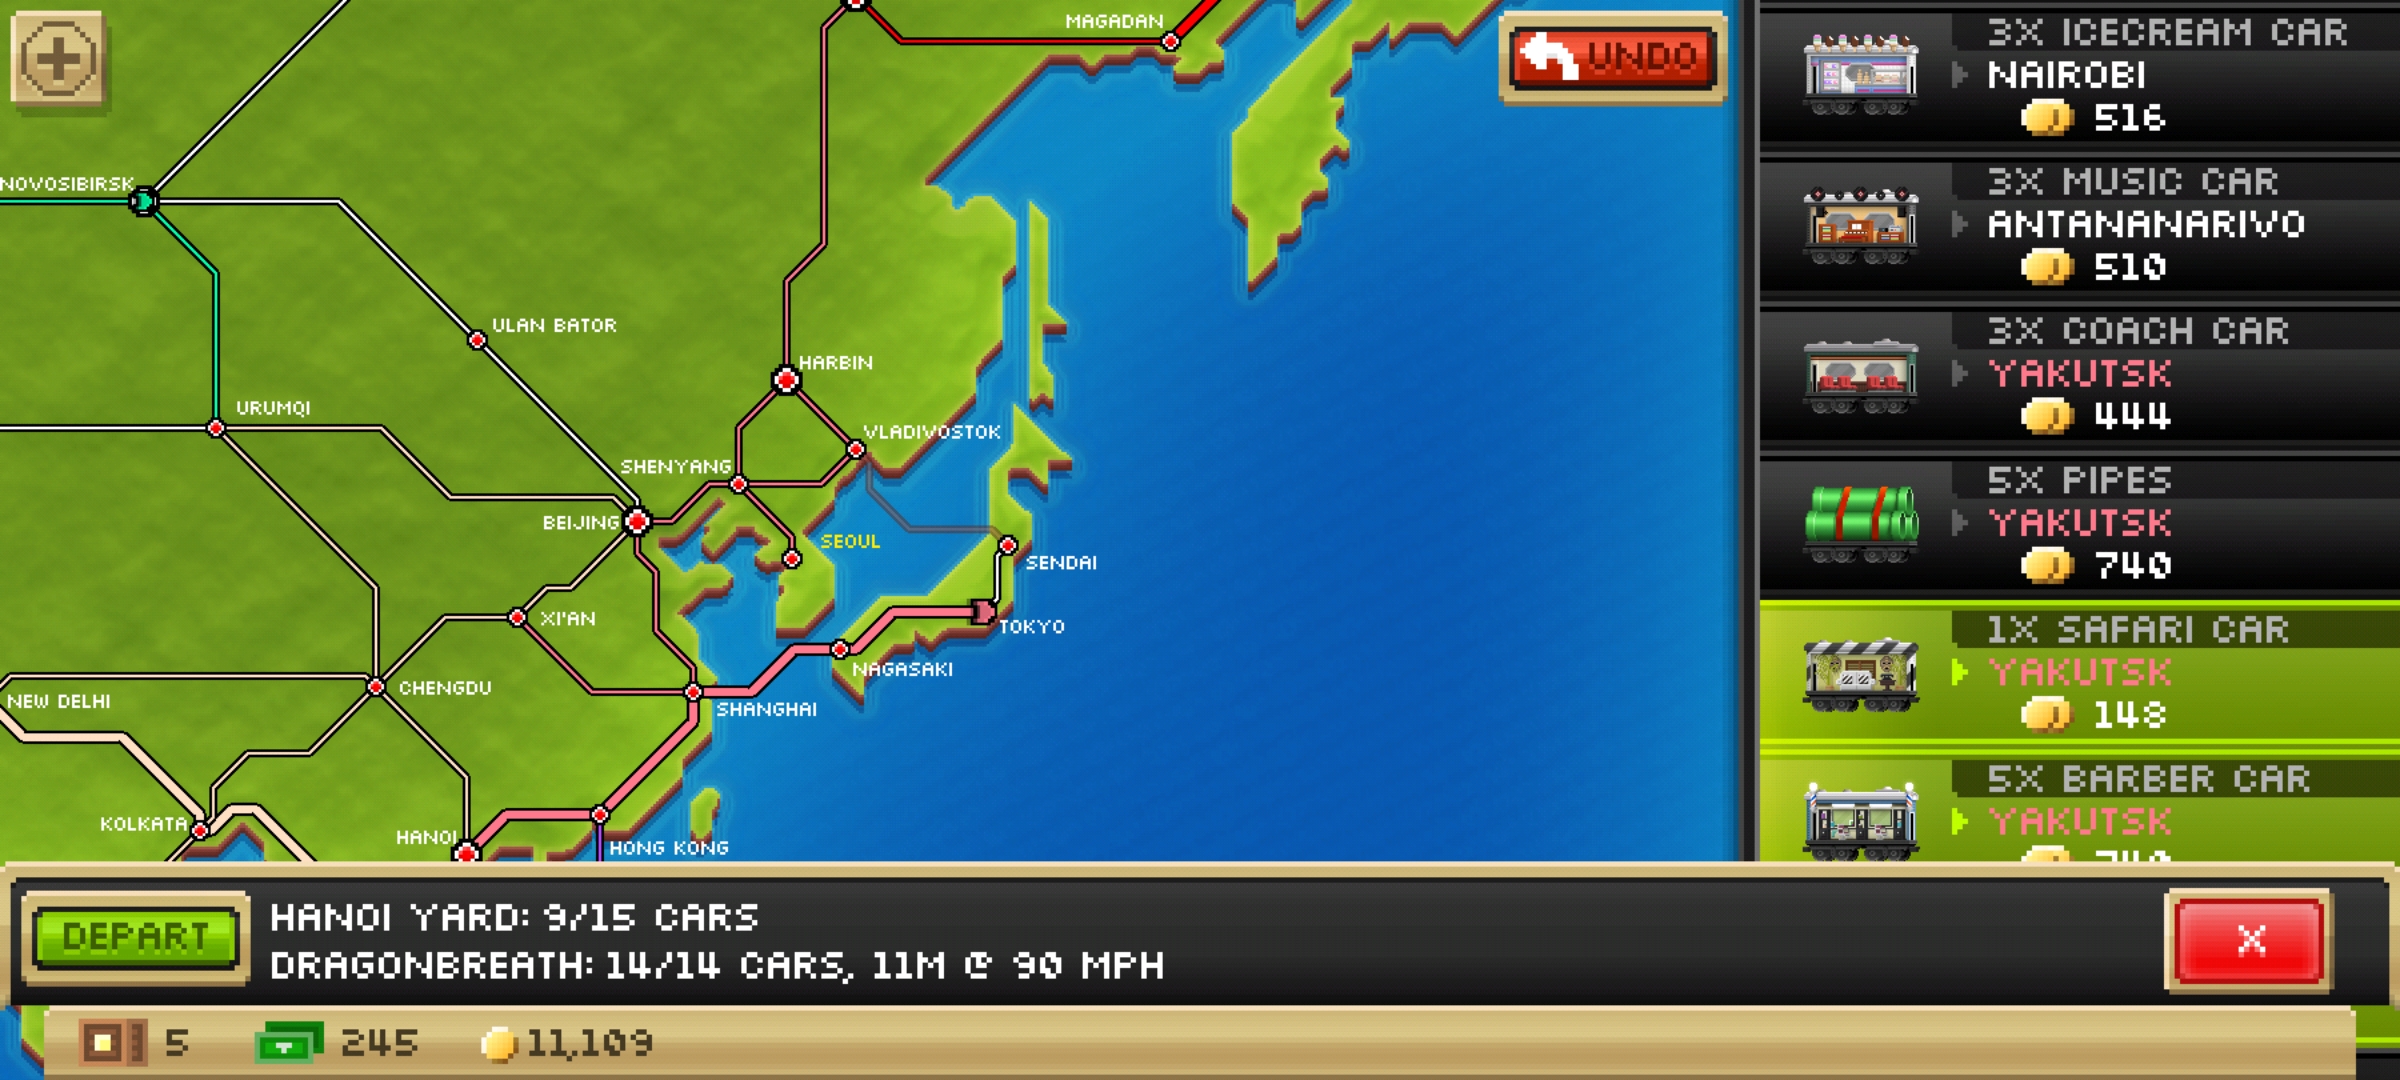 MAGADAN
UNDO
NOVOSIBIRSK
ULAN BATOR
HARBIN
URUMQI
VLADIVOSTOK
SHENYANG
BEIJING
SEOUL
SENDAI
XI'AN
TOKYO
NAGASAKI
CHENGDU
NEW DELHI
SHANGHAI
KOLKATA
HANOI
HONG KONG
3X ICECREAM CAR
NAIROBI
516
3X MUSIC CAR
ANTANANARIVO
510
3X COACH CAR
YAKUTSK
444
5X PIPES
YAKUTSK
740
1X SAFARI CAR
YAKUTSK
148
5X BARBER CAR
YAKUTSK
740
DEPART
HANOI YARD: 9/15 CARS
DRAGONBREATH: 14/14 CARS, 11M @ 90 MPH
X
5
245
11,109